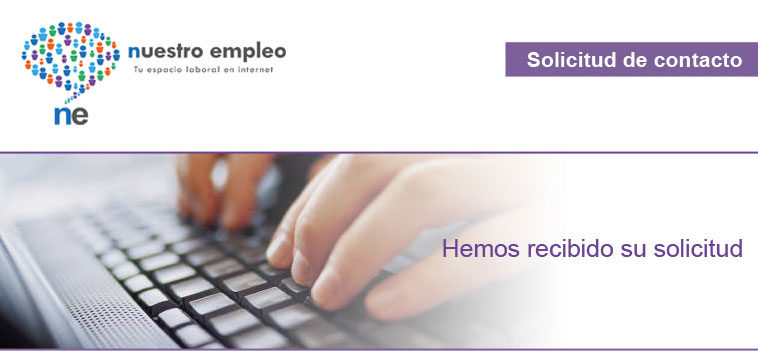 nuestro empleo
Tu espacio laboral en internet
ne
Solicitud de contacto
Hemos recibido su solicitud